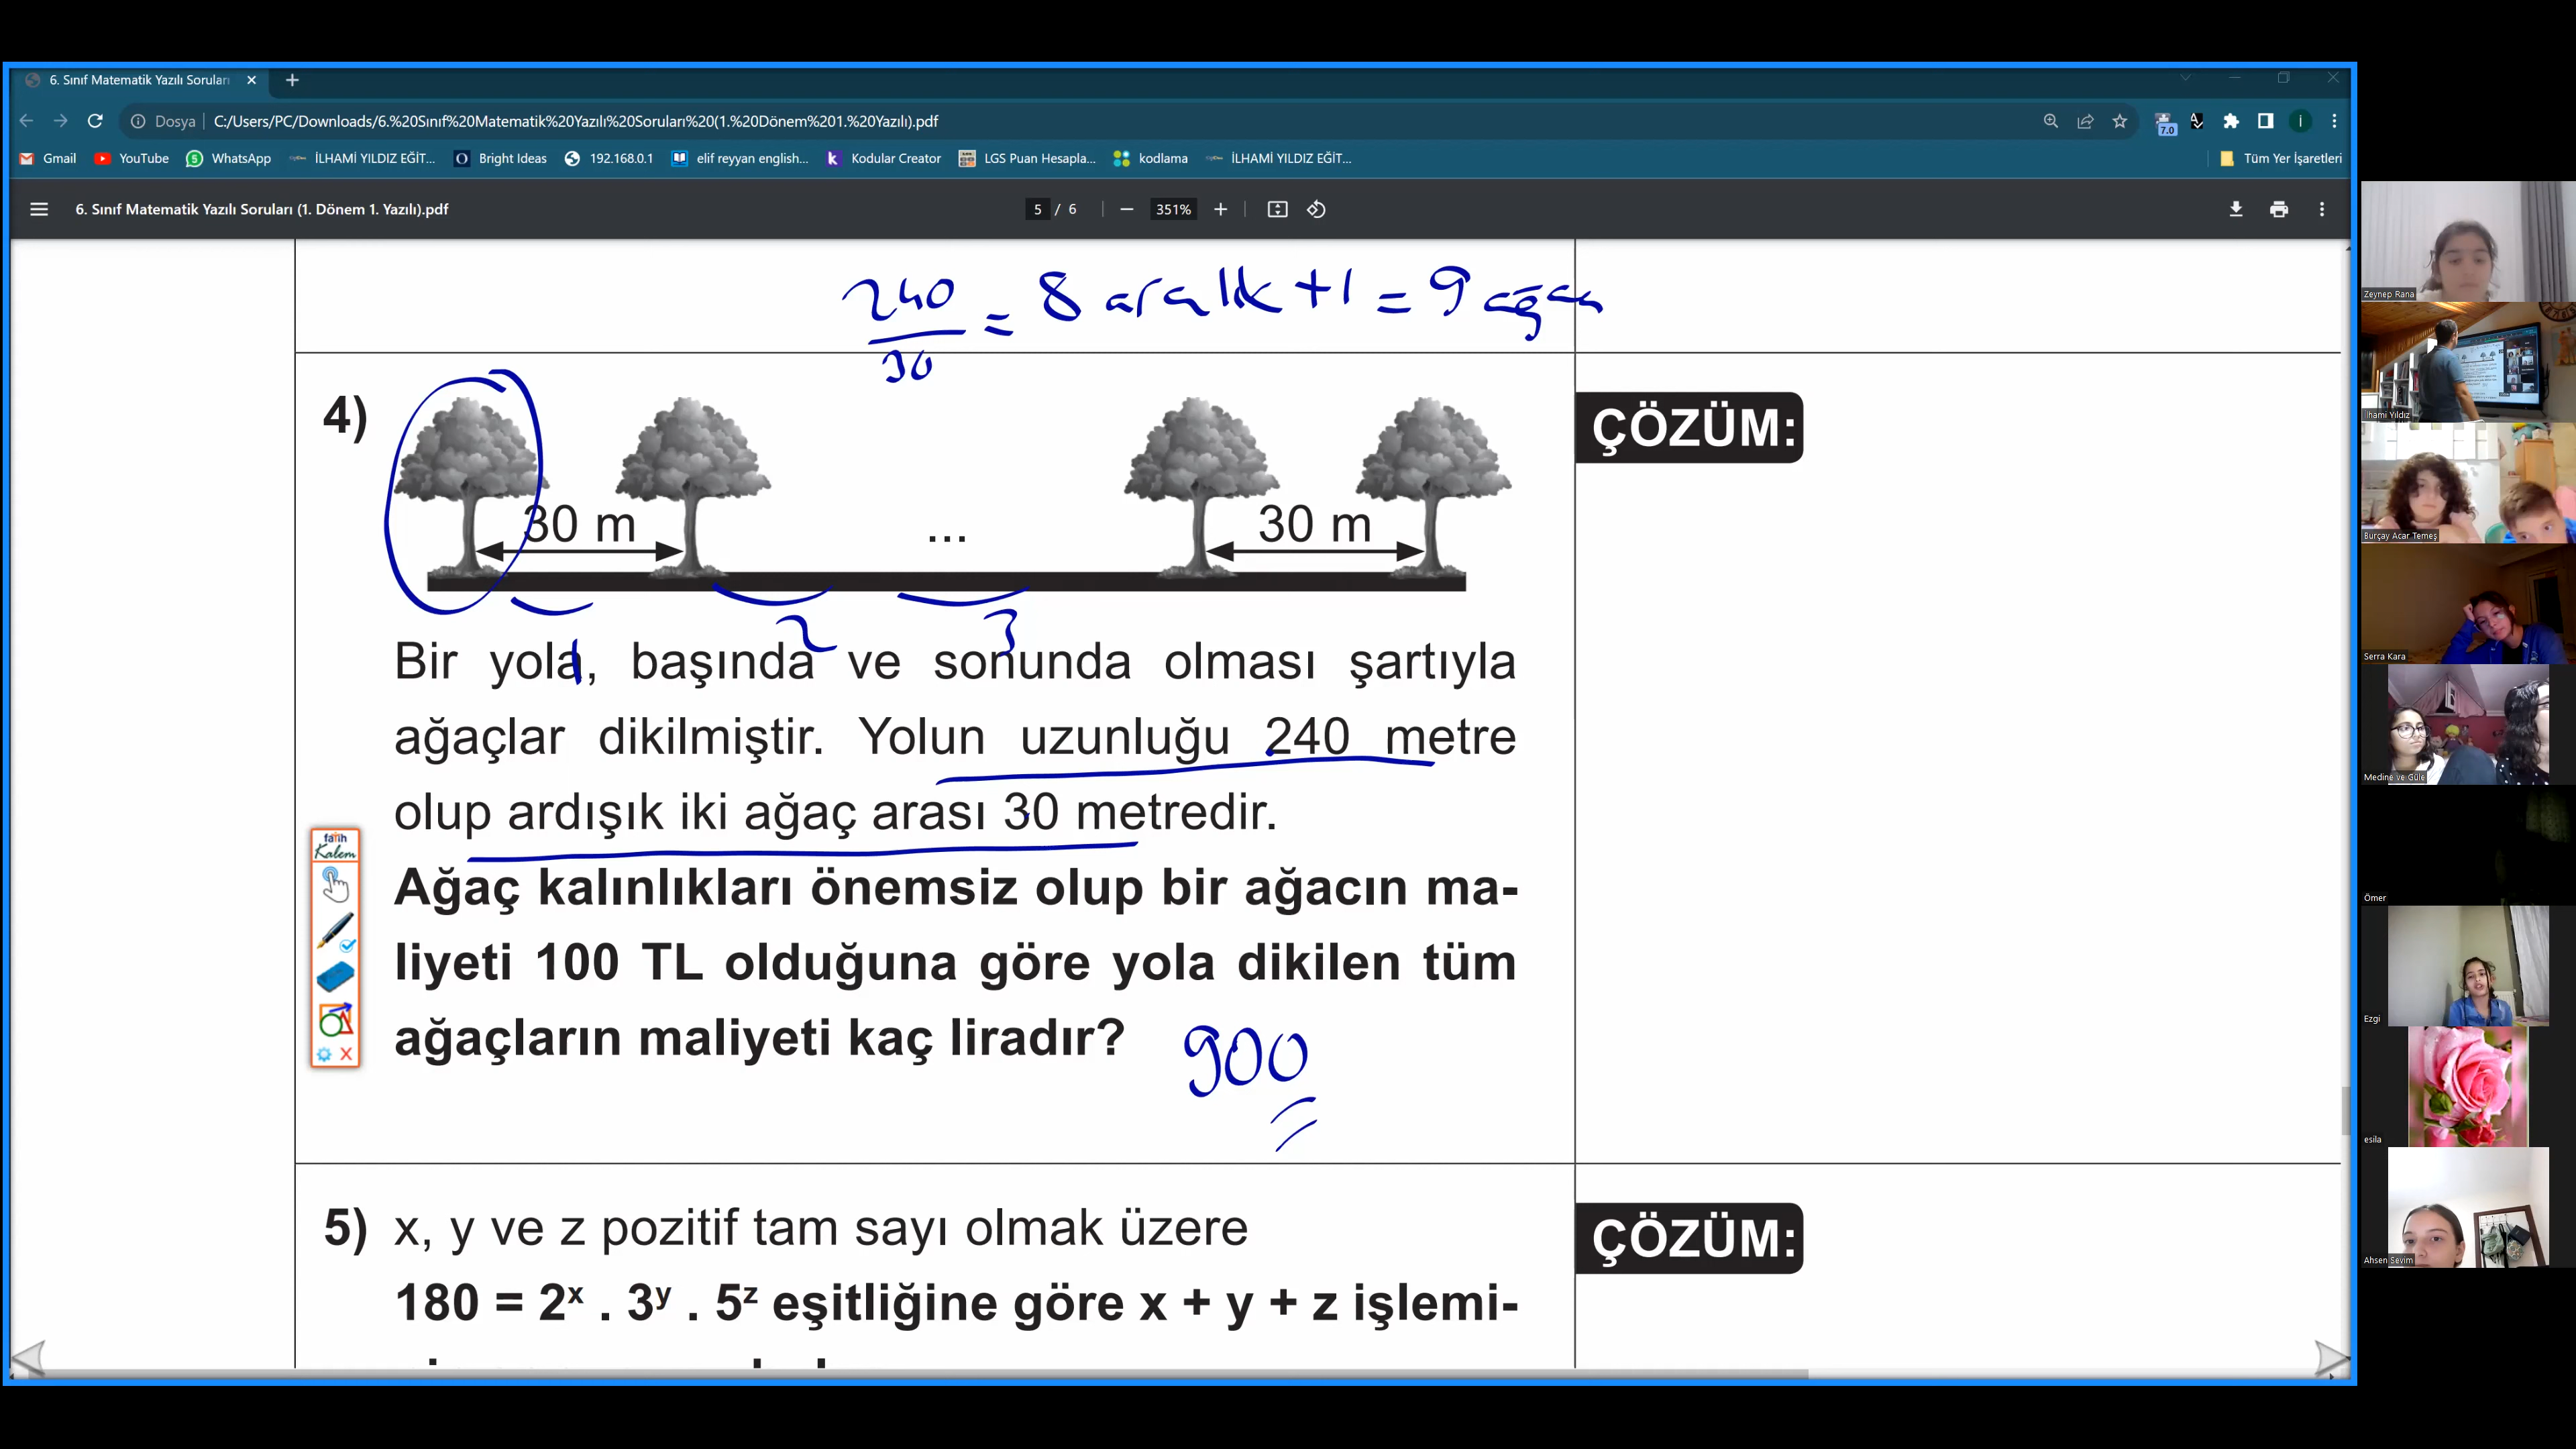 6. Sınıf Matematik Yazılı Soruları
Dosya C:/Users/PC/Downloads/6.%20Sınıf%20Matematik%20Yazılı%20Soruları%20(1.%20Dönem%201.%20Yazılı).pdf
7.0
i
Gmail YouTube WhatsApp İLHAMİ YILDIZ EĞİT... Bright Ideas 192.168.0.1 elif reyyan english... Kodular Creator LGS Puan Hesapla... kodlama İLHAMİ YILDIZ EĞİT... Tüm Yer İşaretleri
6. Sınıf Matematik Yazılı Soruları (1. Dönem 1. Yazılı).pdf 5 / 6 351%
240/30 = 8 aralık +1 = 9 ağaç
4)
ÇÖZÜM:
30 m ... 30 m
1 2 3
Bir yola, başında ve sonunda olması şartıyla
ağaçlar dikilmiştir. Yolun uzunluğu 240 metre
olup ardışık iki ağaç arası 30 metredir.
Ağaç kalınlıkları önemsiz olup bir ağacın ma-
liyeti 100 TL olduğuna göre yola dikilen tüm
ağaçların maliyeti kaç liradır?
900
fatih
Kalem
5) x, y ve z pozitif tam sayı olmak üzere
ÇÖZÜM:
180 = 2ˣ . 3ʸ . 5ᶻ eşitliğine göre x + y + z işlemi-
Zeynep Rana
İlhami Yıldız
Burçay Acar Temeş
Serra Kara
Medine ve Güle
Ömer
Ezgi
esila
Ahsen Sevim